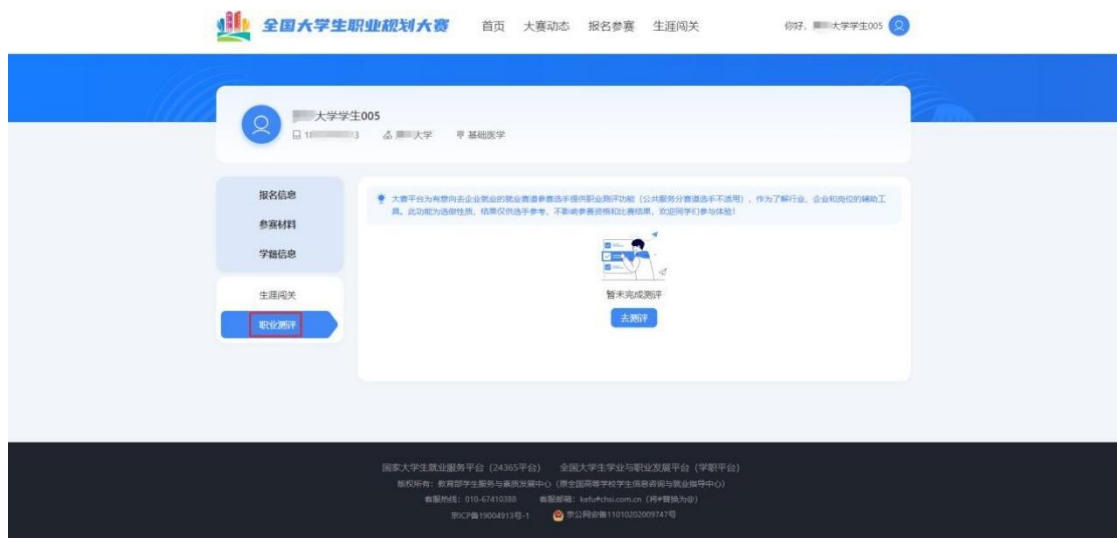 全国大学生职业规划大赛 首页 大赛动态 报名参赛 生涯闯关 你好, 大学学生005
大学学生005
18 3 大学 基础医学
报名信息
参赛材料
学籍信息
生涯闯关
职业测评
大赛平台为有意向去企业就业的就业赛道参赛选手提供职业测评功能(公共服务分赛道选手不适用),作为了解行业、企业和岗位的辅助工
具。此功能为选做性质,结果仅供选手参考,不影响参赛资格和比赛结果,欢迎同学们参与体验!
暂未完成测评
去测评
国家大学生就业服务平台(24365平台) 全国大学生学业与职业发展平台(学职平台)
版权所有:教育部学生服务与素质发展中心(原全国高等学校学生信息咨询与就业指导中心)
客服热线:010-67410388 客服邮箱:kefu#chsi.com.cn(将#替换为@)
京ICP备19004913号-1 京公网安备11010202009747号